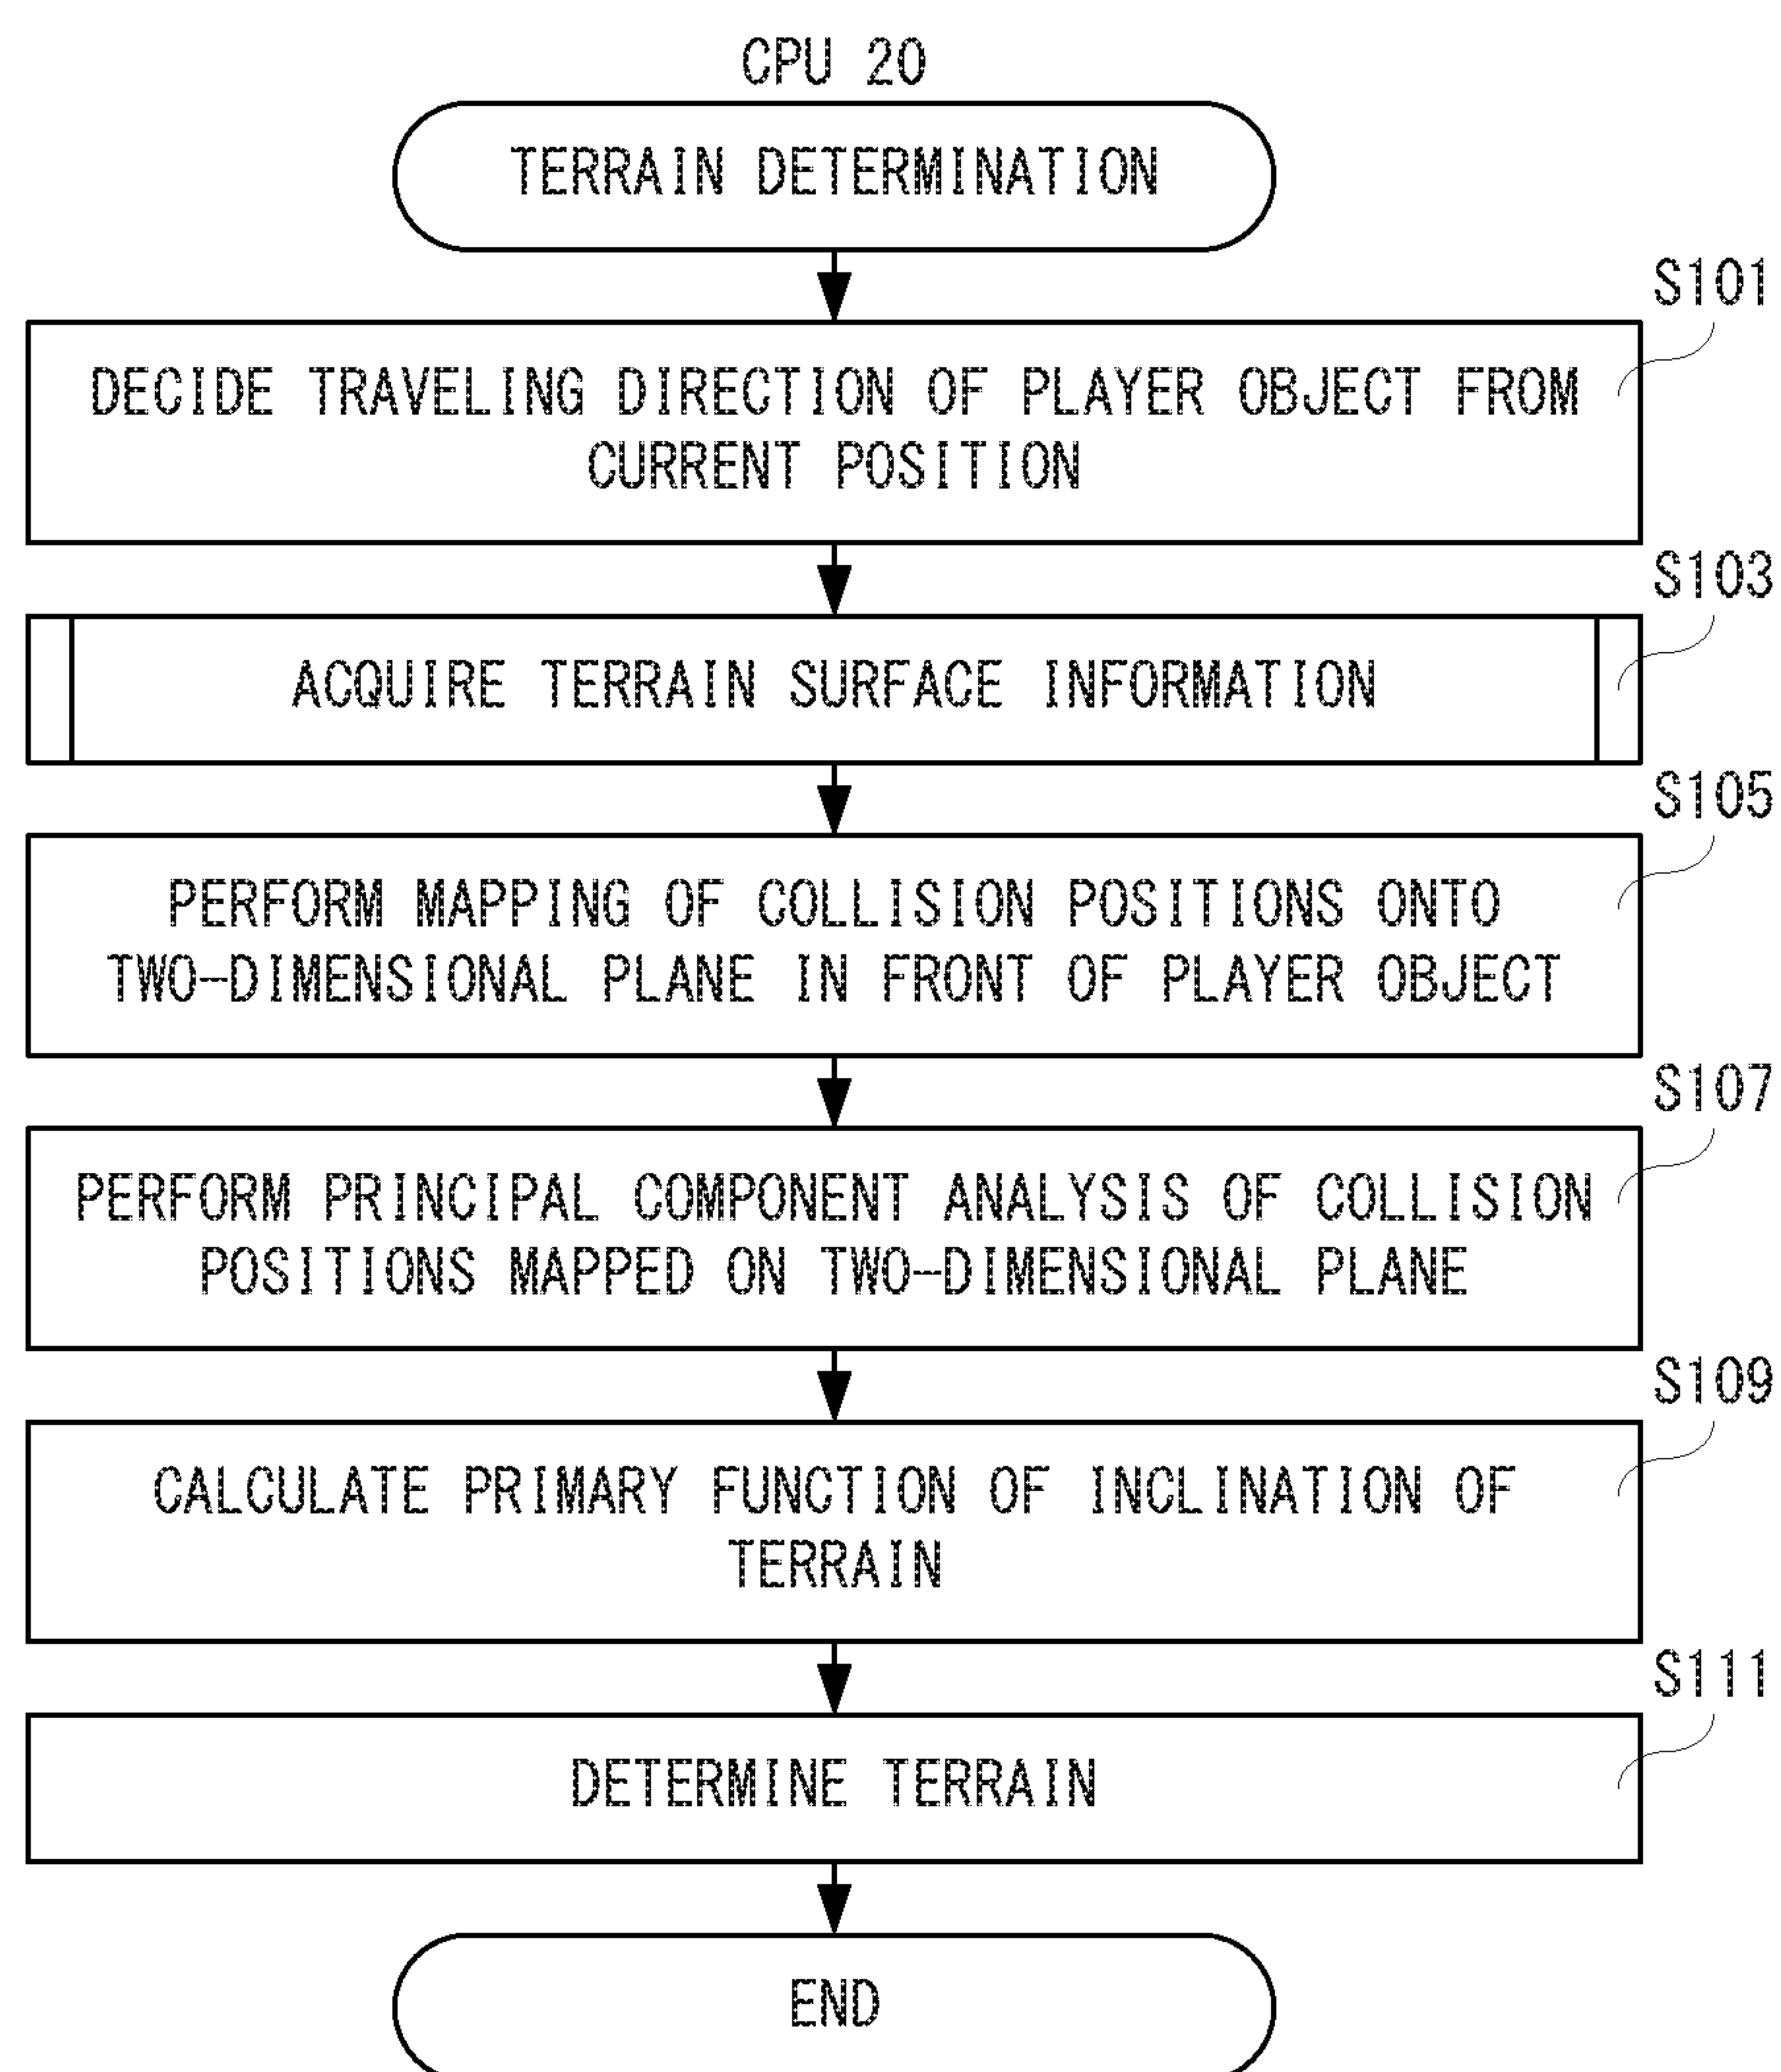 CPU 20
TERRAIN DETERMINATION
S101
DECIDE TRAVELING DIRECTION OF PLAYER OBJECT FROM
CURRENT POSITION
S103
ACQUIRE TERRAIN SURFACE INFORMATION
S105
PERFORM MAPPING OF COLLISION POSITIONS ONTO
TWO-DIMENSIONAL PLANE IN FRONT OF PLAYER OBJECT
S107
PERFORM PRINCIPAL COMPONENT ANALYSIS OF COLLISION
POSITIONS MAPPED ON TWO-DIMENSIONAL PLANE
S109
CALCULATE PRIMARY FUNCTION OF INCLINATION OF
TERRAIN
S111
DETERMINE TERRAIN
END